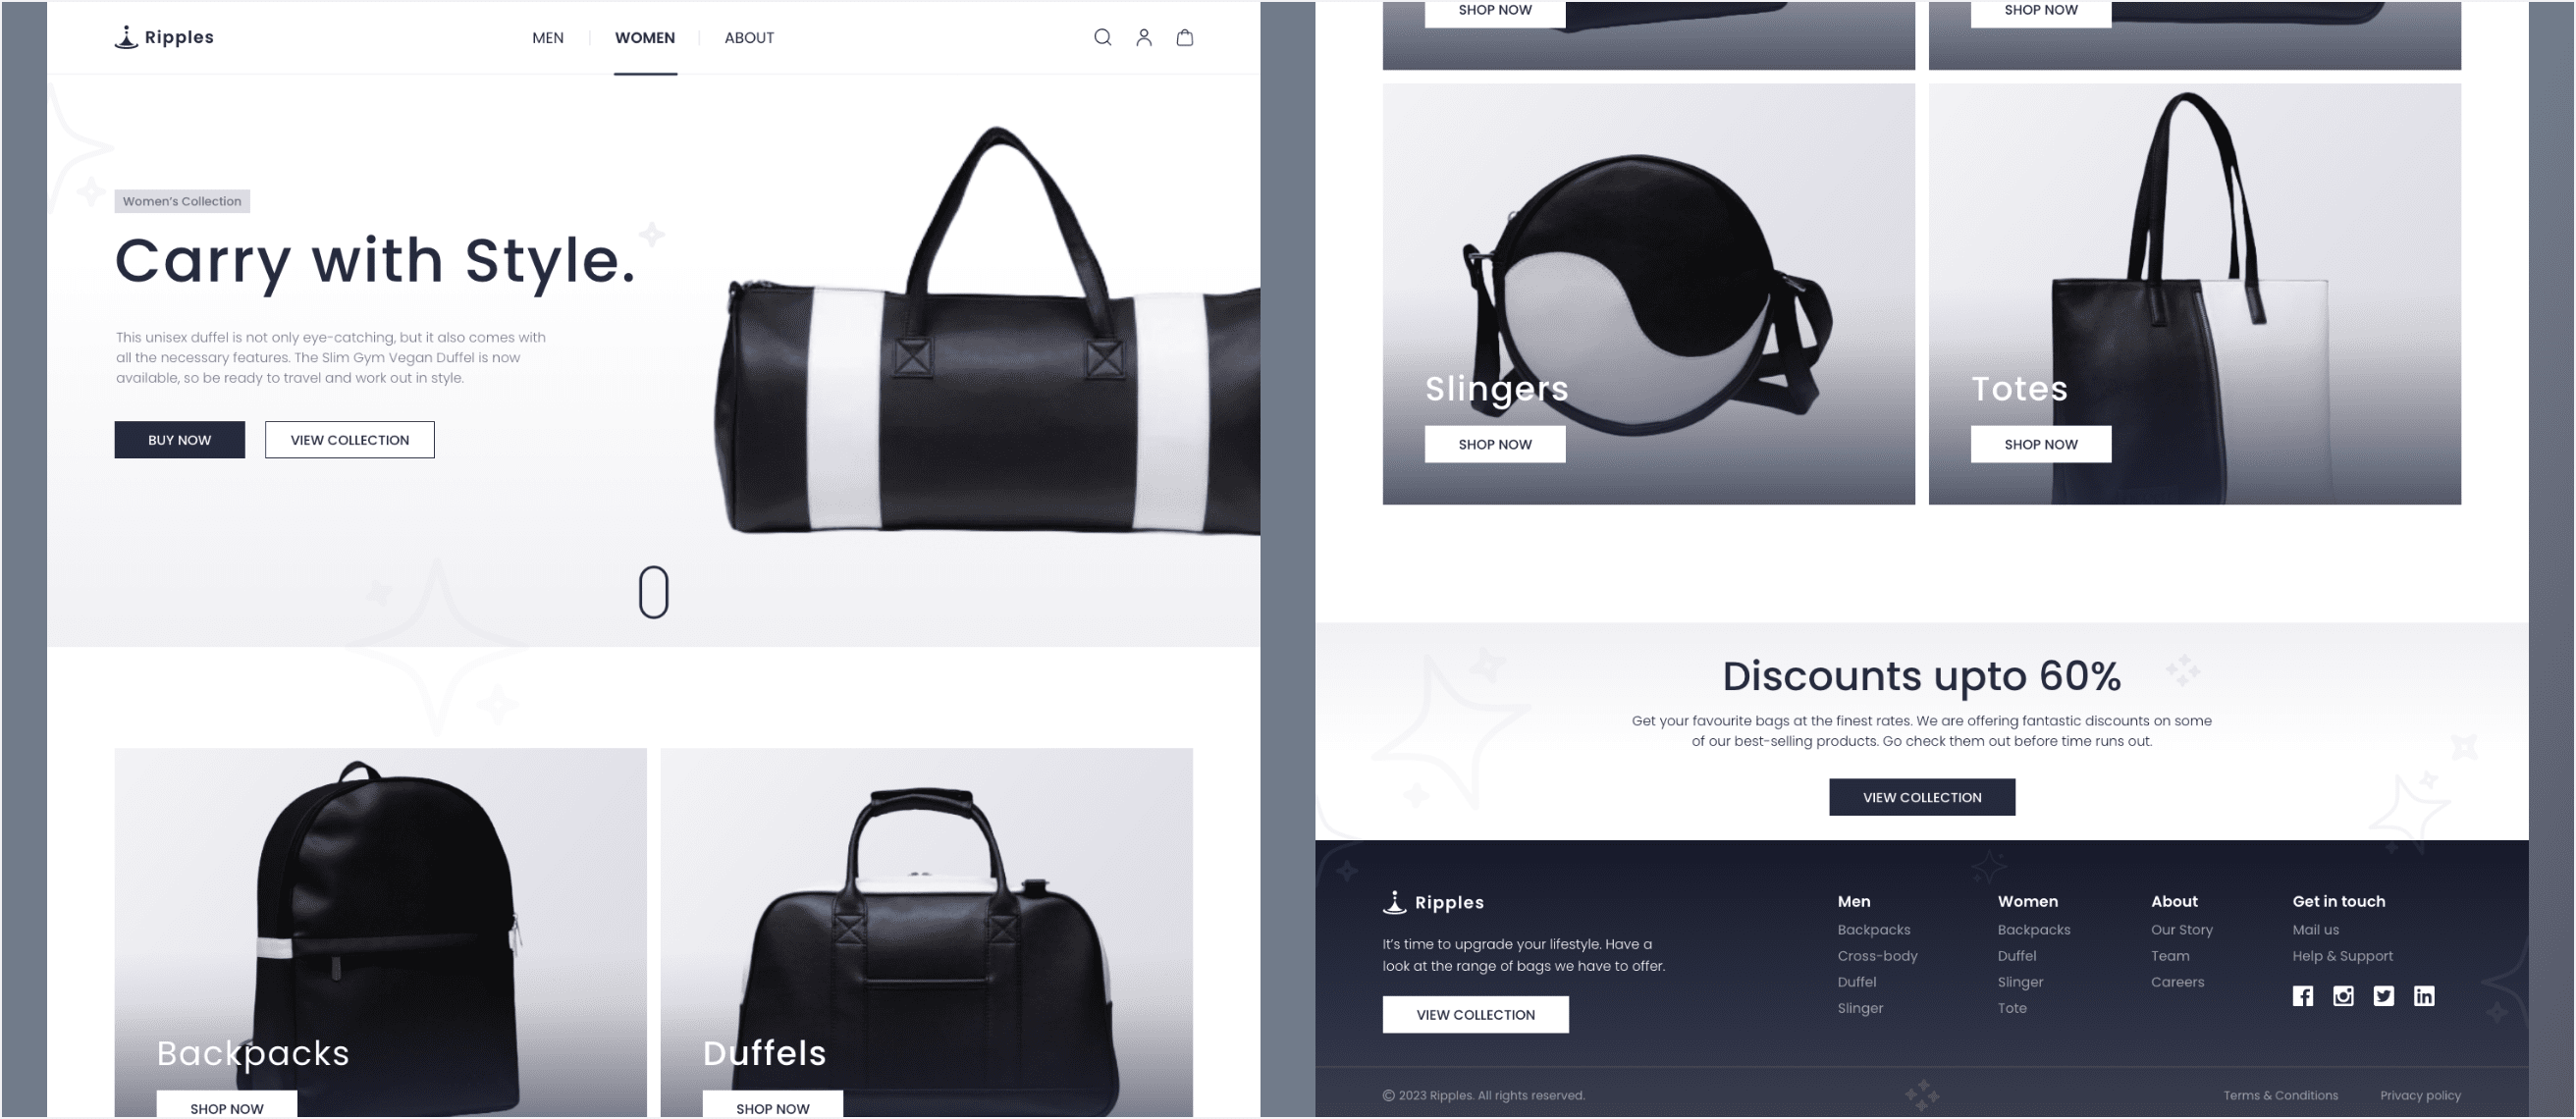 Ripples
MEN
WOMEN
ABOUT
Women's Collection
Carry with Style.
This unisex duffel is not only eye-catching, but it also comes with
all the necessary features. The Slim Gym Vegan Duffel is now
available, so be ready to travel and work out in style.
BUY NOW
VIEW COLLECTION
Backpacks
SHOP NOW
Duffels
SHOP NOW
SHOP NOW
SHOP NOW
Slingers
SHOP NOW
Totes
SHOP NOW
Discounts upto 60%
Get your favourite bags at the finest rates. We are offering fantastic discounts on some
of our best-selling products. Go check them out before time runs out.
VIEW COLLECTION
Ripples
It's time to upgrade your lifestyle. Have a
look at the range of bags we have to offer.
VIEW COLLECTION
Men
Backpacks
Cross-body
Duffel
Slinger
Women
Backpacks
Duffel
Slinger
Tote
About
Our Story
Team
Careers
Get in touch
Mail us
Help & Support
© 2023 Ripples. All rights reserved.
Terms & Conditions
Privacy policy